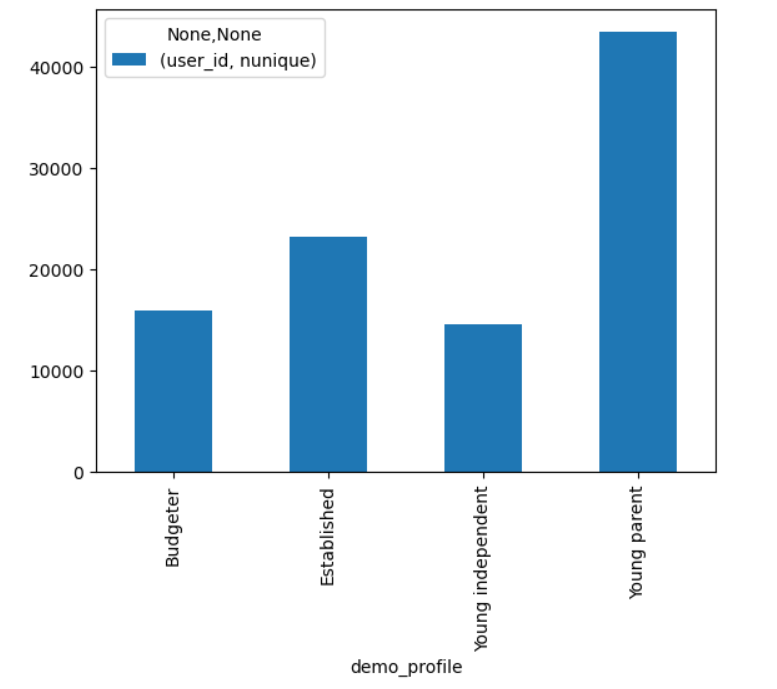 None,None
(user_id, nunique)
40000
30000
20000
10000
0
Budgeter
Established
Young independent
Young parent
demo_profile